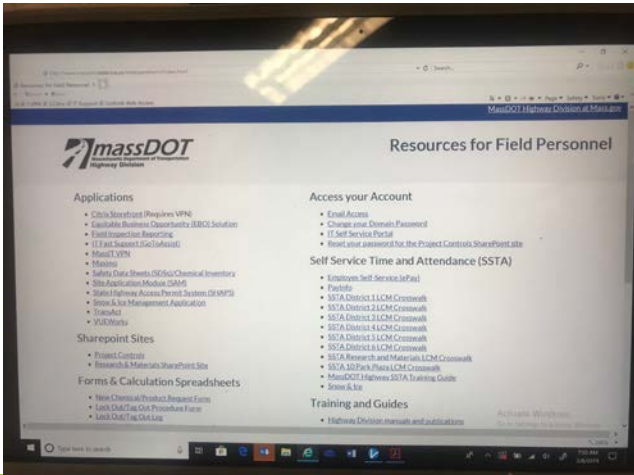 Search...
Page Safety Tools
MassDOT Highway Division at Mass.gov
massDOT
Massachusetts Department of Transportation
Highway Division
Resources for Field Personnel
Applications
Citrix Storefront (Requires VPN)
Equitable Business Opportunity (EBO) Solution
Field Inspection Reporting
IT Fast Support (GoToAssist)
MassIT VPN
Maximo
Safety Data Sheets (SDSs)/Chemical Inventory
Site Application Module (SAM)
State Highway Access Permit System (SHAPS)
Snow & Ice Management Application
TransAct
VUEWorks
Sharepoint Sites
Project Controls
Research & Materials SharePoint Site
Forms & Calculation Spreadsheets
New Chemical/Product Request Form
Lock Out/Tag Out Procedure Form
Lock Out/Tag Out Log
Access your Account
Email Access
Change your Domain Password
IT Self Service Portal
Reset your password for the Project Controls SharePoint site
Self Service Time and Attendance (SSTA)
Employee Self-Service (ePay)
PayInfo
SSTA District 1 LCM Crosswalk
SSTA District 2 LCM Crosswalk
SSTA District 3 LCM Crosswalk
SSTA District 4 LCM Crosswalk
SSTA District 5 LCM Crosswalk
SSTA District 6 LCM Crosswalk
SSTA Research and Materials LCM Crosswalk
SSTA 10 Park Plaza LCM Crosswalk
MassDOT Highway SSTA Training Guide
Snow & Ice
Training and Guides
Highway Division manuals and publications
Activate Windows
Type here to search